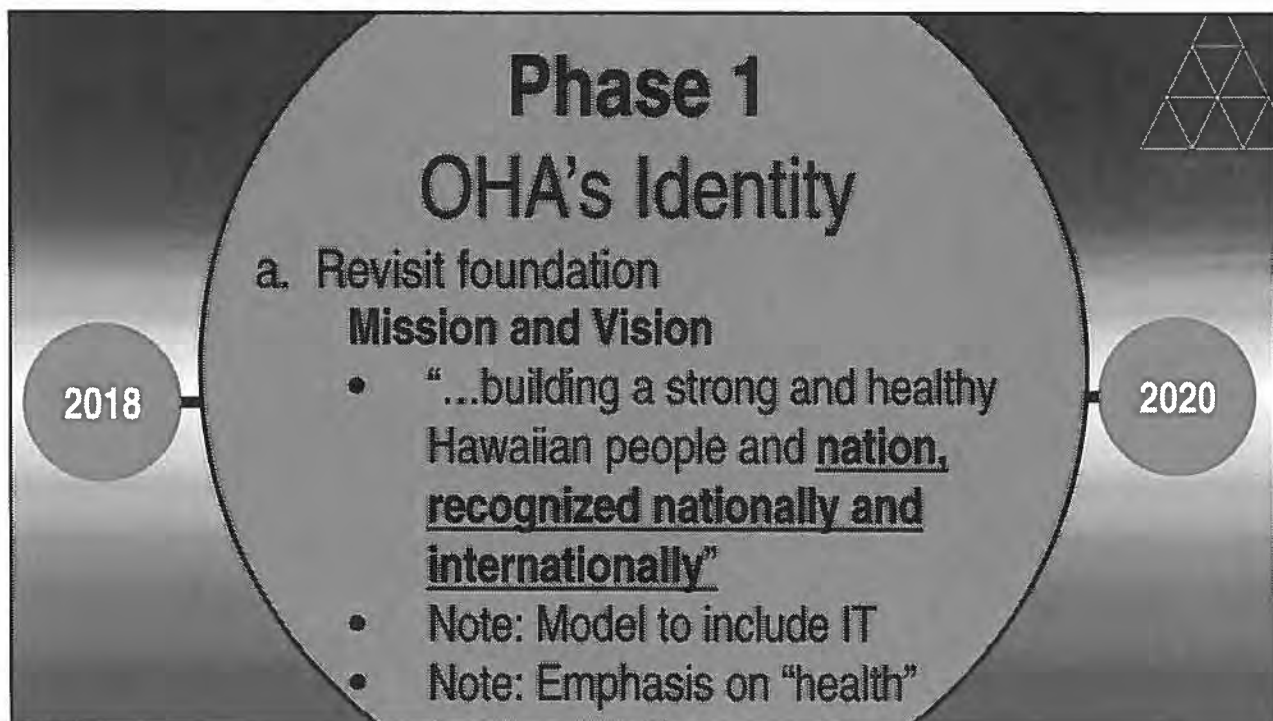 Phase 1
OHA's Identity
a. Revisit foundation
Mission and Vision
• “...building a strong and healthy
Hawaiian people and nation,
recognized nationally and
internationally”
• Note: Model to include IT
• Note: Emphasis on “health”
2018
2020